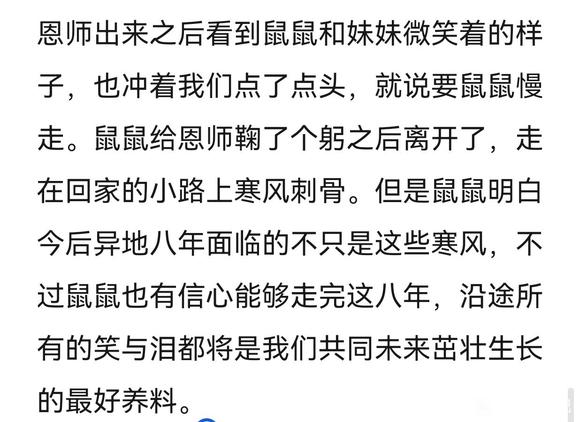 恩师出来之后看到鼠鼠和妹妹微笑着的样
子，也冲着我们点了点头，就说要鼠鼠慢
走。鼠鼠给恩师鞠了个躬之后离开了，走
在回家的小路上寒风刺骨。但是鼠鼠明白
今后异地八年面临的不只是这些寒风，不
过鼠鼠也有信心能够走完这八年，沿途所
有的笑与泪都将是我们共同未来茁壮生长
的最好养料。